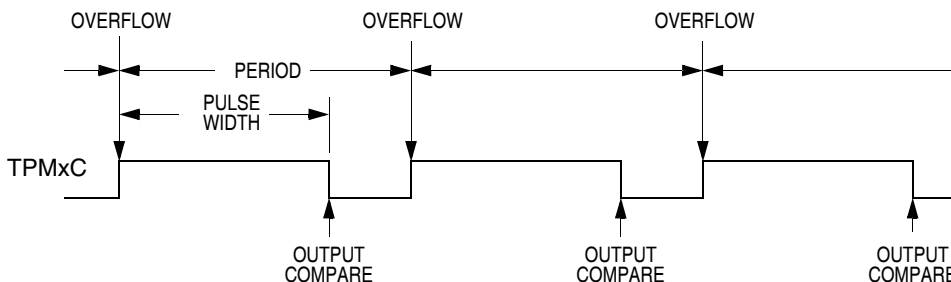 OVERFLOW
OVERFLOW
OVERFLOW
PERIOD
PULSE
WIDTH
TPMxC
OUTPUT
COMPARE
OUTPUT
COMPARE
OUTPUT
COMPARE